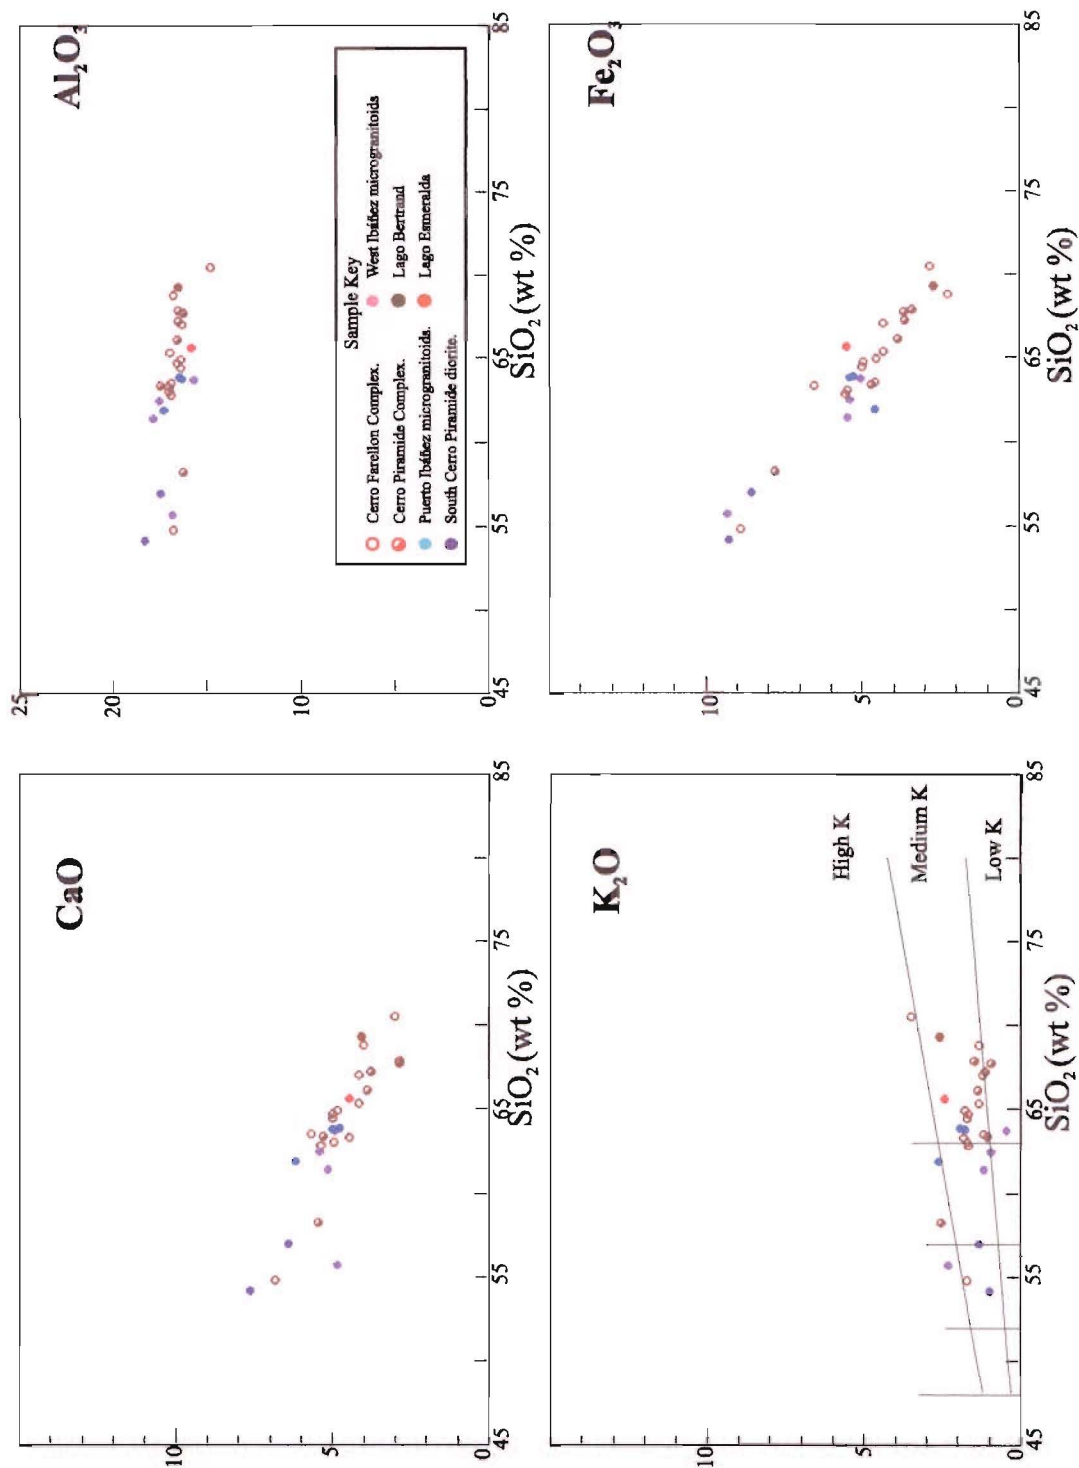 CaO
10
5
0
45
55
65
75
85
SiO₂ (wt %)
Al₂O₃
25
20
10
0
45
55
65
75
85
SiO₂ (wt %)
Sample Key
Cerro Farellon Complex.
Cerro Piramide Complex.
Puerto Ibáñez microgranitoids.
South Cerro Piramide diorite.
West Ibáñez microgranitoids
Lago Bertrand
Lago Esmeralda
K₂O
High K
Medium K
Low K
10
5
0
45
55
65
75
85
SiO₂ (wt %)
Fe₂O₃
10
5
0
45
55
65
75
85
SiO₂ (wt %)